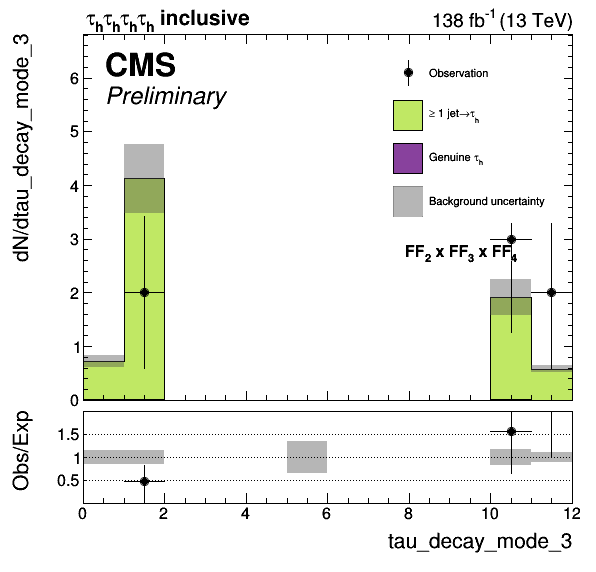 τhτhτhτh inclusive
138 fb-1 (13 TeV)
dN/dtau_decay_mode_3
CMS
Preliminary
Observation
≥ 1 jet→τh
Genuine τh
Background uncertainty
FF2 x FF3 x FF4
6
5
4
3
2
1
0
Obs/Exp
1.5
1
0.5
0 2 4 6 8 10 12
tau_decay_mode_3